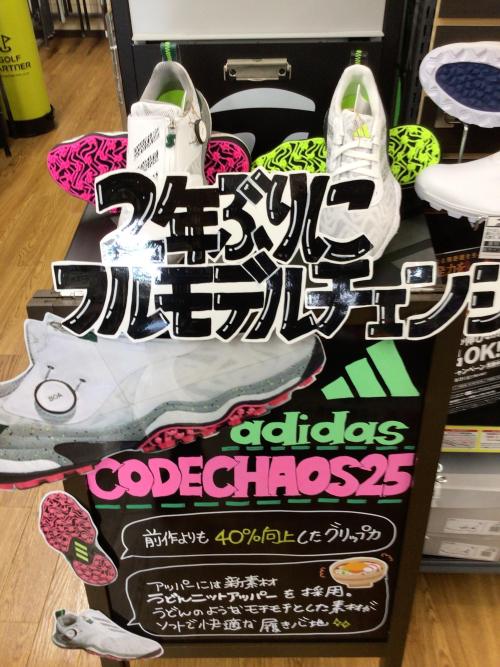 GOLF
PARTNER
2年ぶりに
フルモデルチェンジ
OK!
BOA
adidas
CODECHAOS25
前作よりも40%向上したグリップ力
アッパーには新素材
うどんニットアッパーを採用。
うどんのようなモチモチとした素材が
ソフトで快適な履き心地